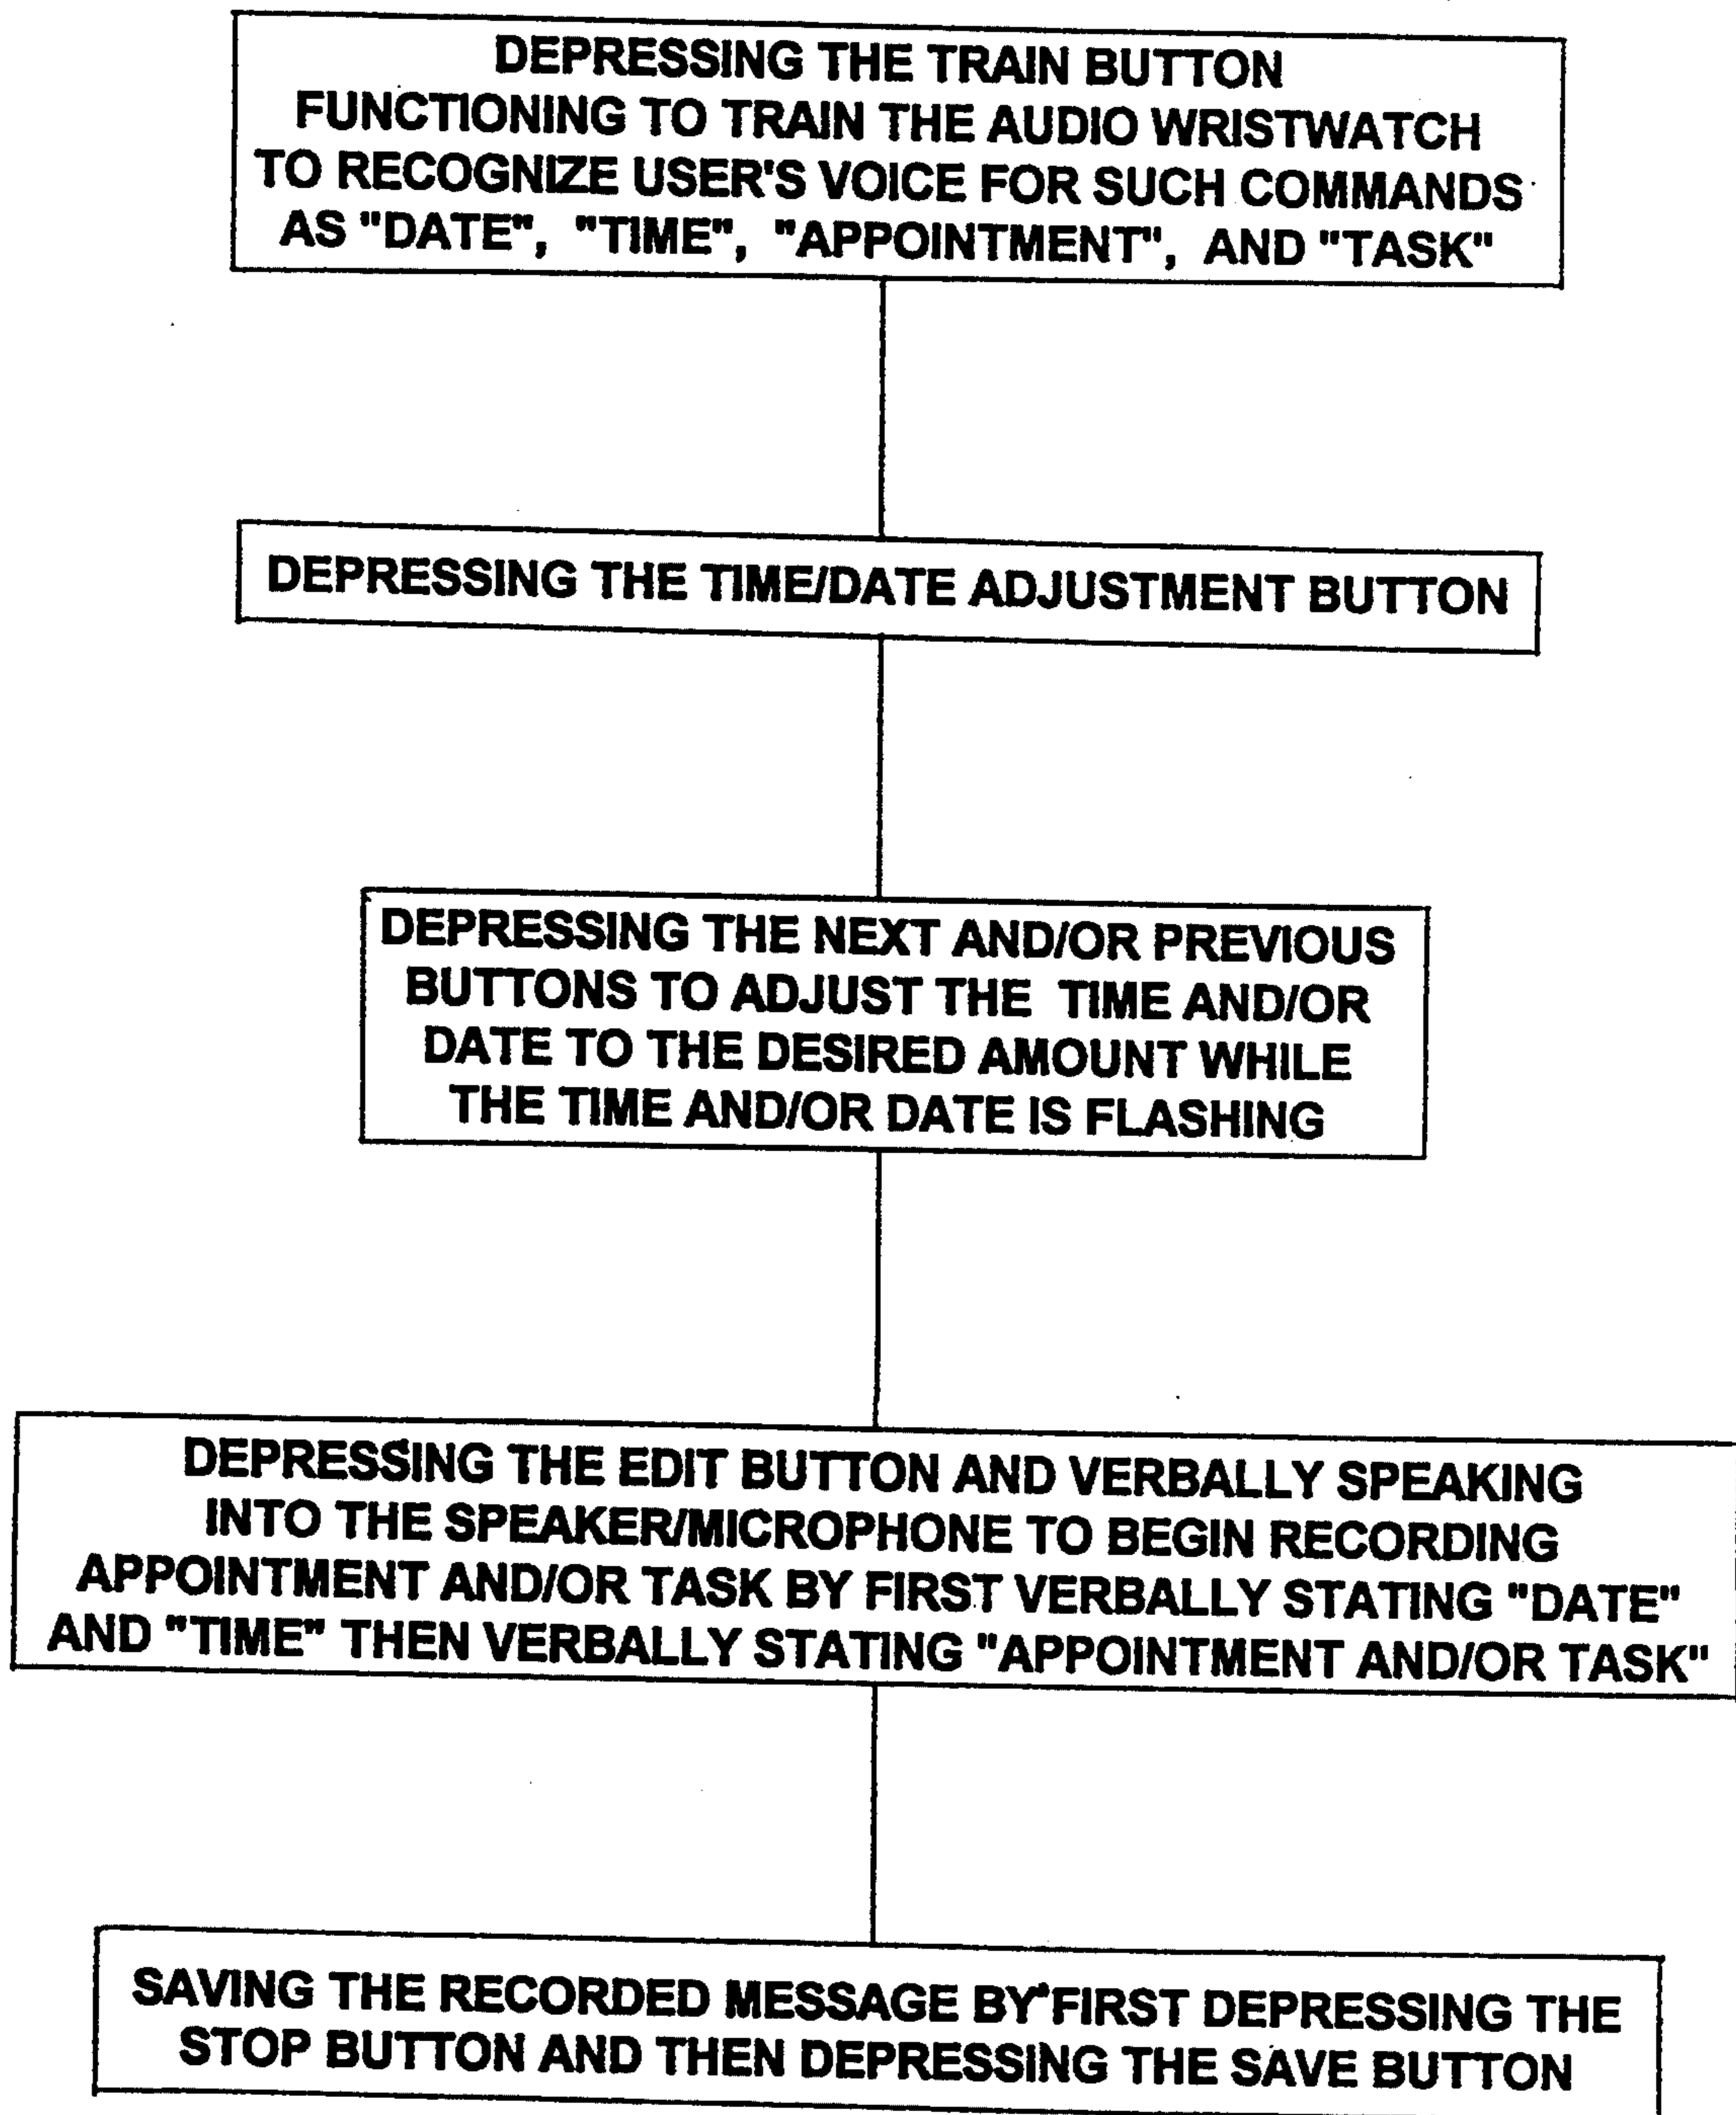 DEPRESSING THE TRAIN BUTTON
FUNCTIONING TO TRAIN THE AUDIO WRISTWATCH
TO RECOGNIZE USER'S VOICE FOR SUCH COMMANDS
AS "DATE", "TIME", "APPOINTMENT", AND "TASK"
DEPRESSING THE TIME/DATE ADJUSTMENT BUTTON
DEPRESSING THE NEXT AND/OR PREVIOUS
BUTTONS TO ADJUST THE TIME AND/OR
DATE TO THE DESIRED AMOUNT WHILE
THE TIME AND/OR DATE IS FLASHING
DEPRESSING THE EDIT BUTTON AND VERBALLY SPEAKING
INTO THE SPEAKER/MICROPHONE TO BEGIN RECORDING
APPOINTMENT AND/OR TASK BY FIRST VERBALLY STATING "DATE"
AND "TIME" THEN VERBALLY STATING "APPOINTMENT AND/OR TASK"
SAVING THE RECORDED MESSAGE BY FIRST DEPRESSING THE
STOP BUTTON AND THEN DEPRESSING THE SAVE BUTTON